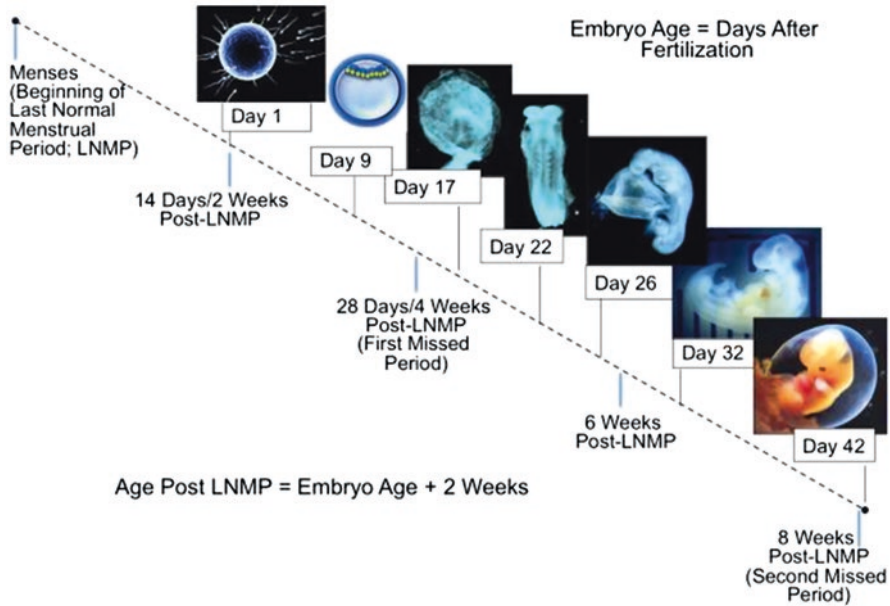 Embryo Age = Days After
Fertilization
Menses
(Beginning of
Last Normal
Menstrual
Period; LNMP)
Day 1
14 Days/2 Weeks
Post-LNMP
Day 9
Day 17
28 Days/4 Weeks
Post-LNMP
(First Missed
Period)
Day 22
Day 26
6 Weeks
Post-LNMP
Day 32
Day 42
Age Post LNMP = Embryo Age + 2 Weeks
8 Weeks
Post-LNMP
(Second Missed
Period)